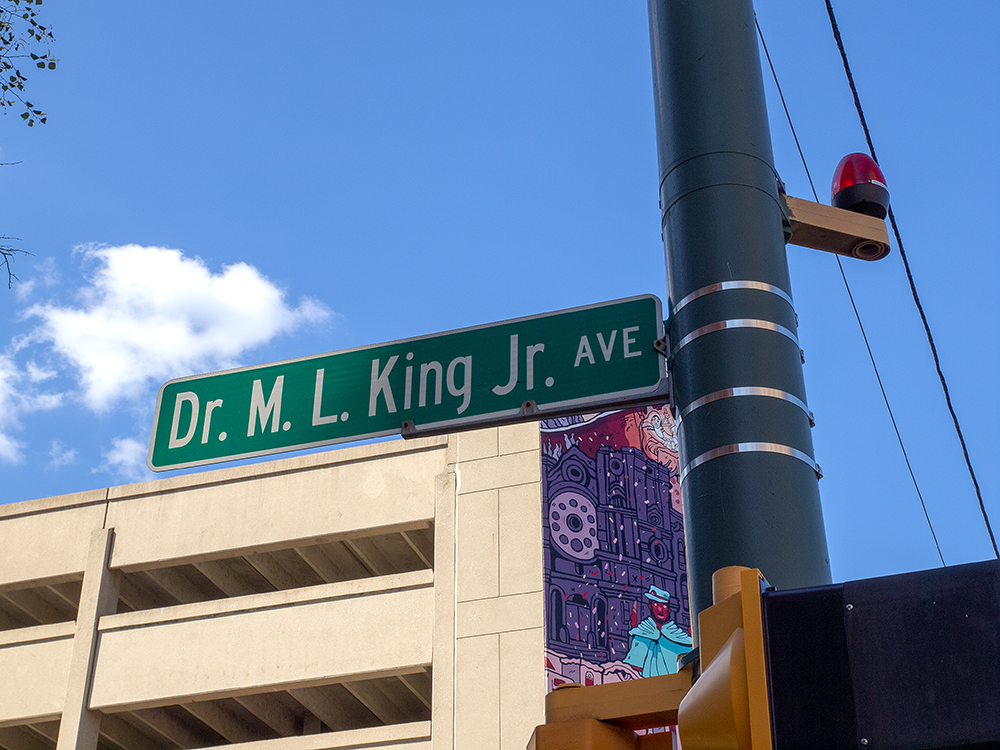 Dr. M. L. King Jr. AVE